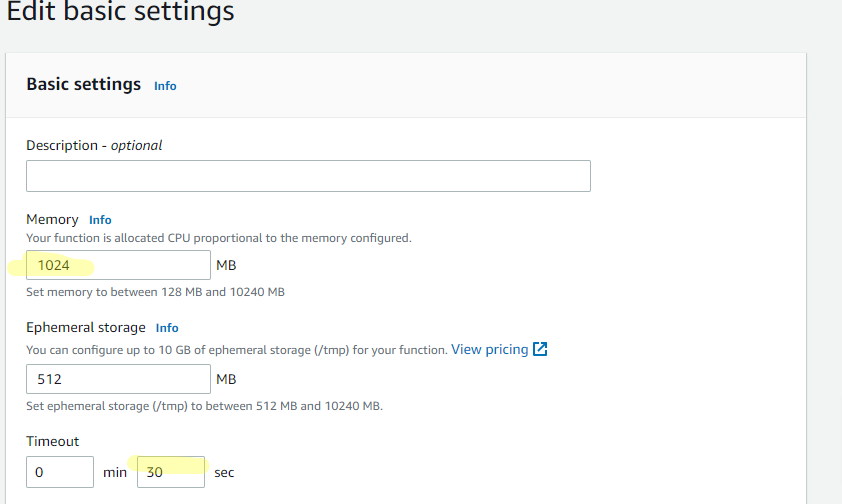 Edit basic settings
Basic settings Info
Description - optional
Memory Info
Your function is allocated CPU proportional to the memory configured.
1024 MB
Set memory to between 128 MB and 10240 MB
Ephemeral storage Info
You can configure up to 10 GB of ephemeral storage (/tmp) for your function. View pricing
512 MB
Set ephemeral storage (/tmp) to between 512 MB and 10240 MB.
Timeout
0 min 30 sec